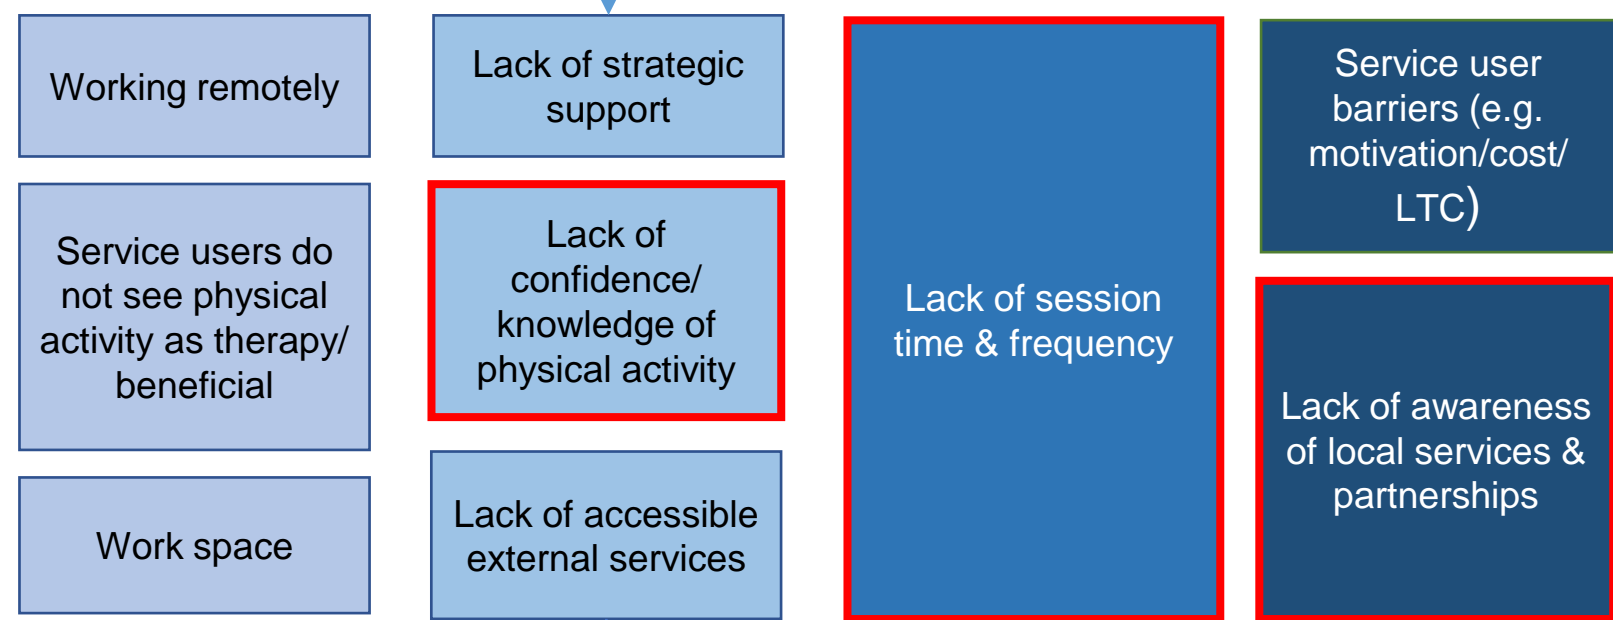 Working remotely
Service users do
not see physical
activity as therapy/
beneficial
Work space
Lack of strategic
support
Lack of
confidence/
knowledge of
physical activity
Lack of accessible
external services
Lack of session
time & frequency
Service user
barriers (e.g.
motivation/cost/
LTC)
Lack of awareness
of local services &
partnerships